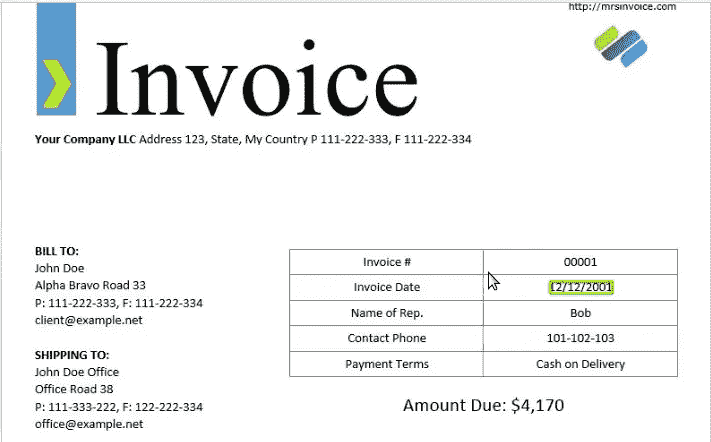 http://mrsinvoice.com
Invoice
Your Company LLC Address 123, State, My Country P 111-222-333, F 111-222-334
BILL TO:
John Doe
Alpha Bravo Road 33
P: 111-222-333, F: 111-222-334
client@example.net
SHIPPING TO:
John Doe Office
Office Road 38
P: 111-333-222, F: 122-222-334
office@example.net
Invoice # 00001
Invoice Date 12/12/2001
Name of Rep. Bob
Contact Phone 101-102-103
Payment Terms Cash on Delivery
Amount Due: $4,170